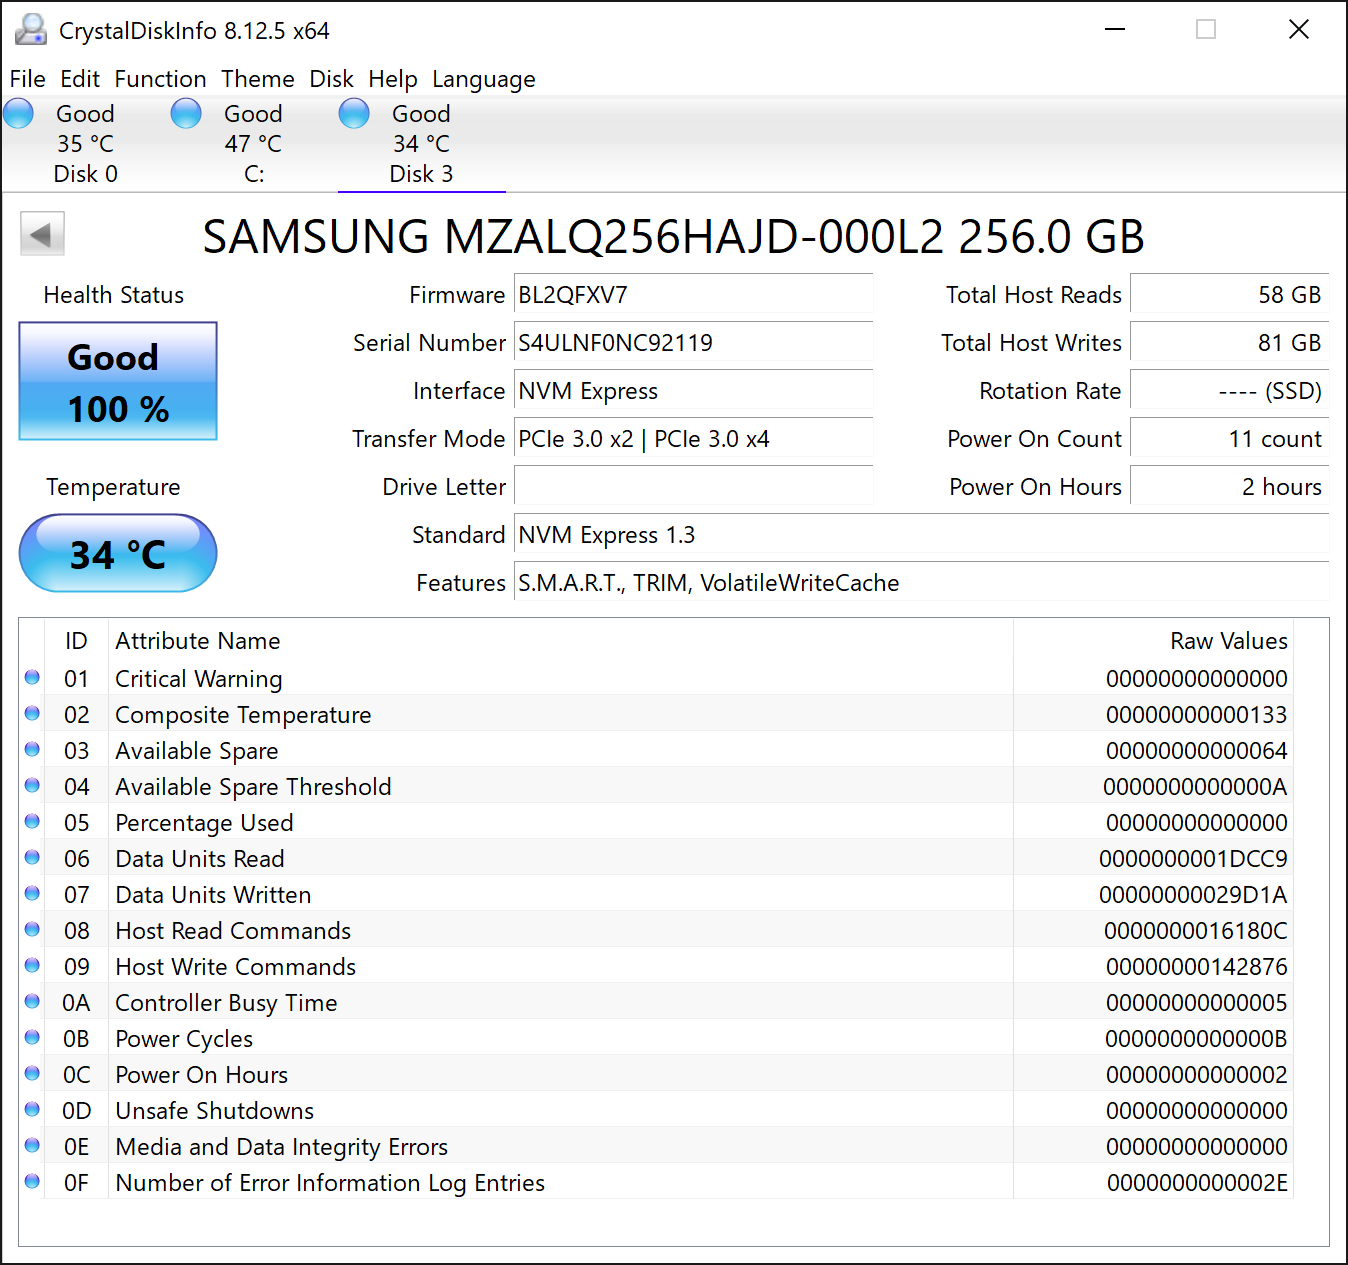 CrystalDiskInfo 8.12.5 x64
File Edit Function Theme Disk Help Language
Good Good Good
35 °C 47 °C 34 °C
Disk 0 C: Disk 3
SAMSUNG MZALQ256HAJD-000L2 256.0 GB
Health Status
Good
100 %
Temperature
34 °C
Firmware BL2QFXV7
Serial Number S4ULNF0NC92119
Interface NVM Express
Transfer Mode PCIe 3.0 x2 | PCIe 3.0 x4
Drive Letter
Total Host Reads 58 GB
Total Host Writes 81 GB
Rotation Rate ---- (SSD)
Power On Count 11 count
Power On Hours 2 hours
Standard NVM Express 1.3
Features S.M.A.R.T., TRIM, VolatileWriteCache
ID Attribute Name Raw Values
01 Critical Warning 00000000000000
02 Composite Temperature 00000000000133
03 Available Spare 00000000000064
04 Available Spare Threshold 0000000000000A
05 Percentage Used 00000000000000
06 Data Units Read 0000000001DCC9
07 Data Units Written 00000000029D1A
08 Host Read Commands 0000000016180C
09 Host Write Commands 00000000142876
0A Controller Busy Time 00000000000005
0B Power Cycles 0000000000000B
0C Power On Hours 00000000000002
0D Unsafe Shutdowns 00000000000000
0E Media and Data Integrity Errors 00000000000000
0F Number of Error Information Log Entries 0000000000002E